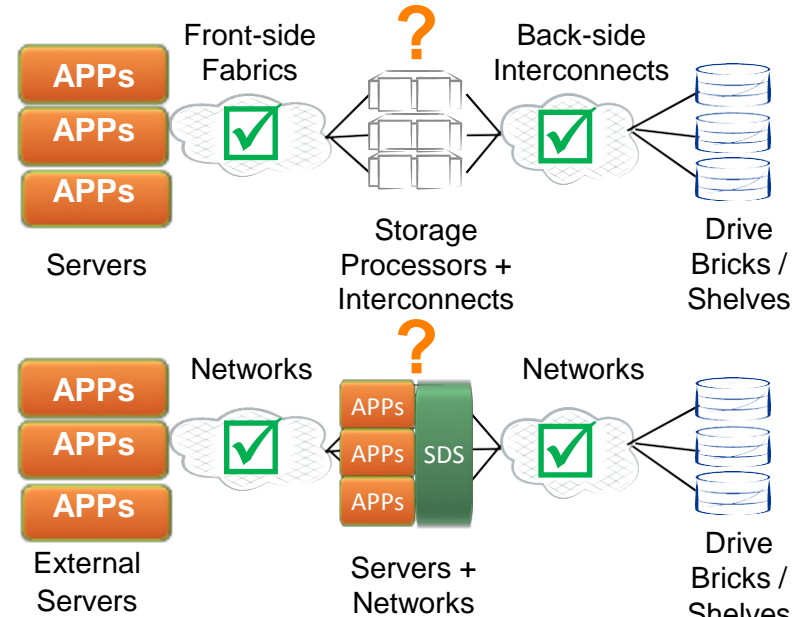 ?
Front-side
Fabrics
Back-side
Interconnects
APPs
APPs
APPs
Servers
Storage
Processors +
Interconnects
Drive
Bricks /
Shelves
?
Networks
Networks
APPs
APPs
APPs
APPs
APPs
APPs
SDS
External
Servers
Servers +
Networks
Drive
Bricks /
Shelves